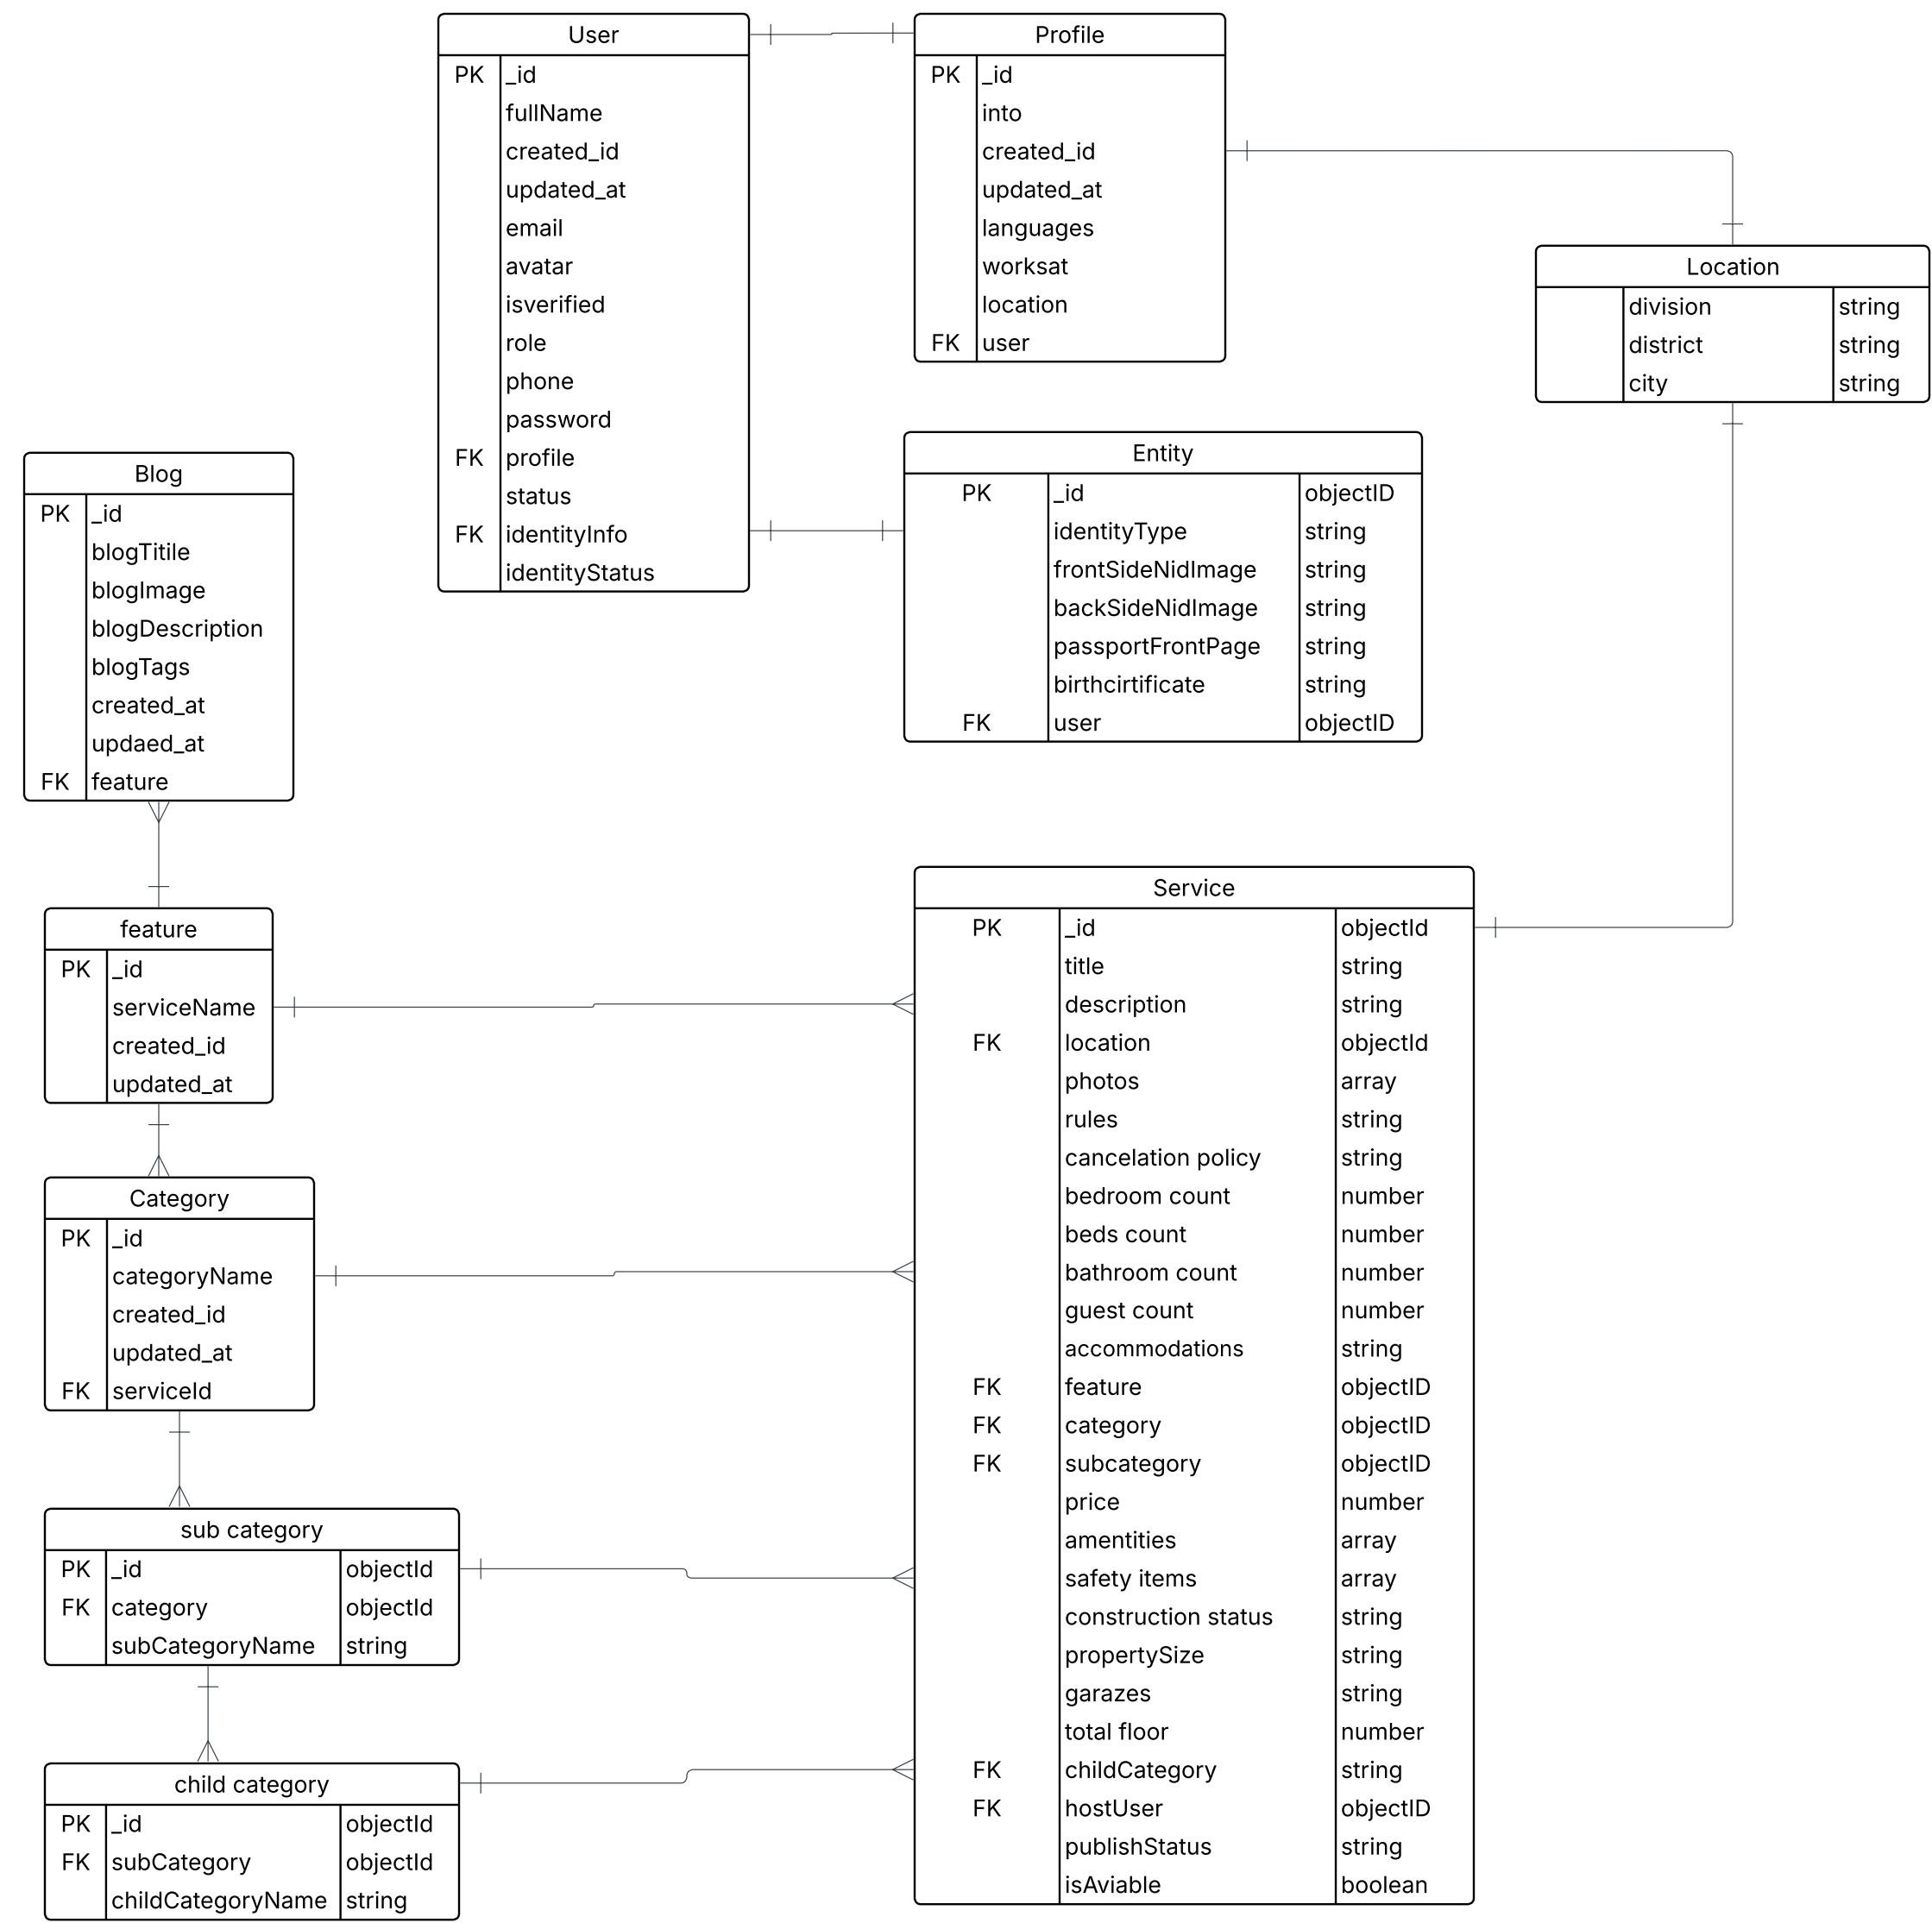 User
PK _id
fullName
created_id
updated_at
email
avatar
isverified
role
phone
password
FK profile
status
FK identityInfo
identityStatus
Profile
PK _id
into
created_id
updated_at
languages
worksat
location
FK user
Location
division string
district string
city string
Entity
PK _id objectID
identityType string
frontSideNidImage string
backSideNidImage string
passportFrontPage string
birthcirtificate string
FK user objectID
Blog
PK _id
blogTitile
blogImage
blogDescription
blogTags
created_at
updaed_at
FK feature
feature
PK _id
serviceName
created_id
updated_at
Category
PK _id
categoryName
created_id
updated_at
FK serviceId
sub category
PK _id objectId
FK category objectId
subCategoryName string
child category
PK _id objectId
FK subCategory objectId
childCategoryName string
Service
PK _id objectId
title string
description string
FK location objectId
photos array
rules string
cancelation policy string
bedroom count number
beds count number
bathroom count number
guest count number
accommodations string
FK feature objectID
FK category objectID
FK subcategory objectID
price number
amentities array
safety items array
construction status string
propertySize string
garazes string
total floor number
FK childCategory string
FK hostUser objectID
publishStatus string
isAviable boolean